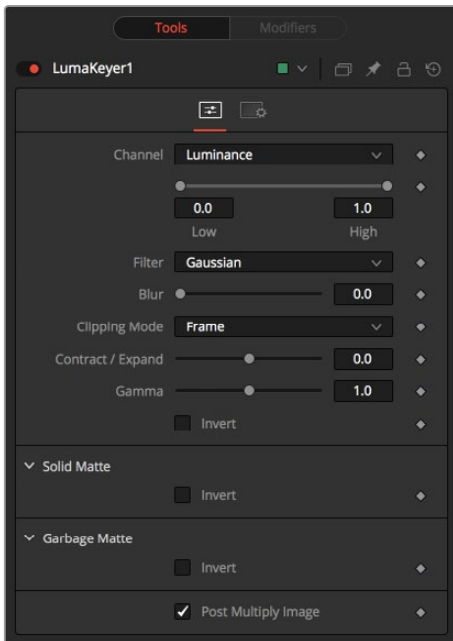 Tools Modifiers
LumaKeyer1
Channel Luminance
0.0 1.0
Low High
Filter Gaussian
Blur 0.0
Clipping Mode Frame
Contract / Expand 0.0
Gamma 1.0
Invert
Solid Matte
Invert
Garbage Matte
Invert
Post Multiply Image